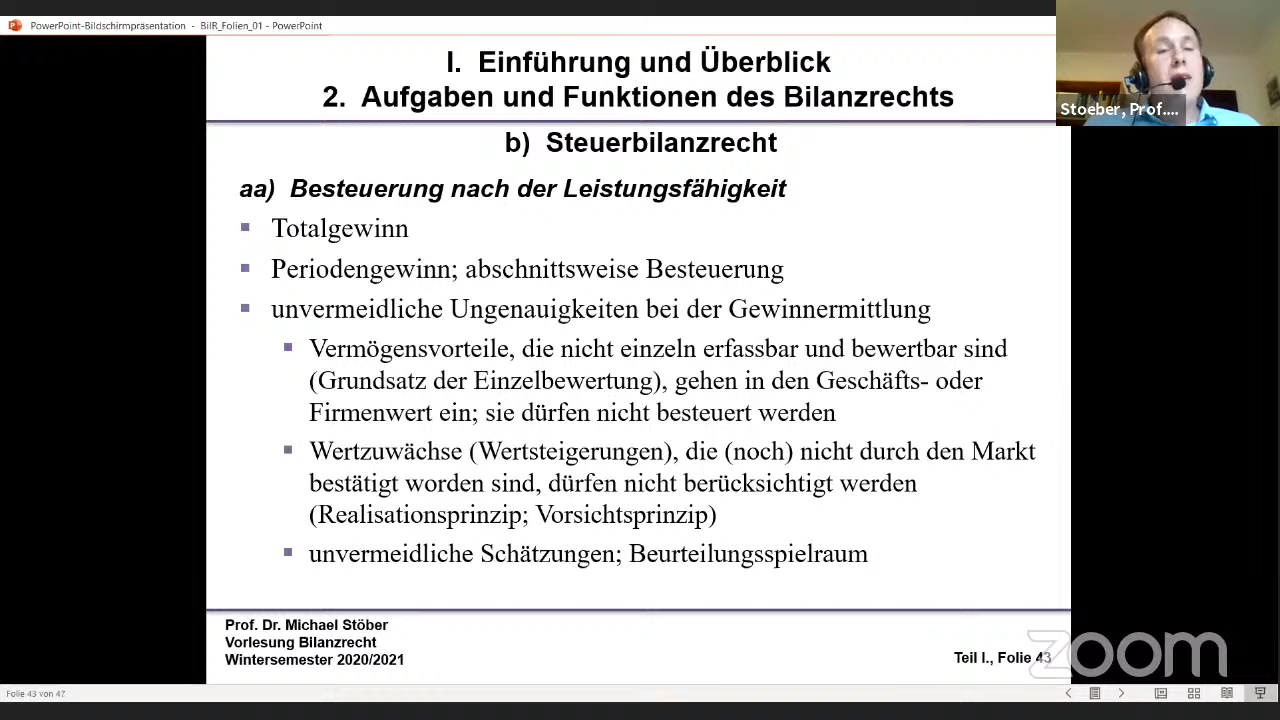 PowerPoint-Bildschirmpräsentation - BilR_Folien_01 - PowerPoint
I. Einführung und Überblick
2. Aufgaben und Funktionen des Bilanzrechts
Stoeber, Prof....
b) Steuerbilanzrecht
aa) Besteuerung nach der Leistungsfähigkeit
Totalgewinn
Periodengewinn; abschnittsweise Besteuerung
unvermeidliche Ungenauigkeiten bei der Gewinnermittlung
Vermögensvorteile, die nicht einzeln erfassbar und bewertbar sind
(Grundsatz der Einzelbewertung), gehen in den Geschäfts- oder
Firmenwert ein; sie dürfen nicht besteuert werden
Wertzuwächse (Wertsteigerungen), die (noch) nicht durch den Markt
bestätigt worden sind, dürfen nicht berücksichtigt werden
(Realisationsprinzip; Vorsichtsprinzip)
unvermeidliche Schätzungen; Beurteilungsspielraum
Prof. Dr. Michael Stöber
Vorlesung Bilanzrecht
Wintersemester 2020/2021
Teil I., Folie 43
zoom
Folie 43 von 47